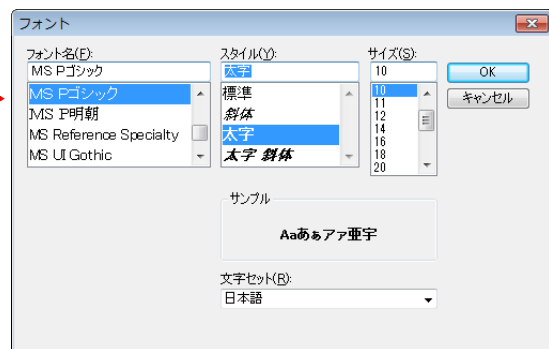 フォント
フォント名(F):
MS Pゴシック
MS Pゴシック
MS P明朝
MS Reference Specialty
MS UI Gothic
スタイル(Y):
太字
標準
斜体
太字
太字 斜体
サイズ(S):
10
10
11
12
14
16
18
20
OK
キャンセル
サンプル
Aaあぁアァ亜宇
文字セット(R):
日本語